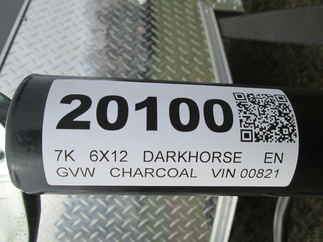 20100
7K 6X12 DARKHORSE EN
GVW CHARCOAL VIN 00821